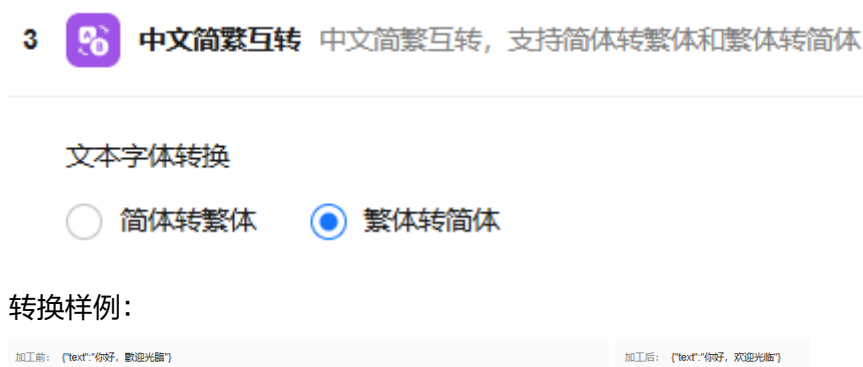 3 中文简繁互转 中文简繁互转，支持简体转繁体和繁体转简体
文本字体转换
简体转繁体 繁体转简体
转换样例：
加工前： {"text":"你好，歡迎光臨"} 加工后： {"text":"你好，欢迎光临"}